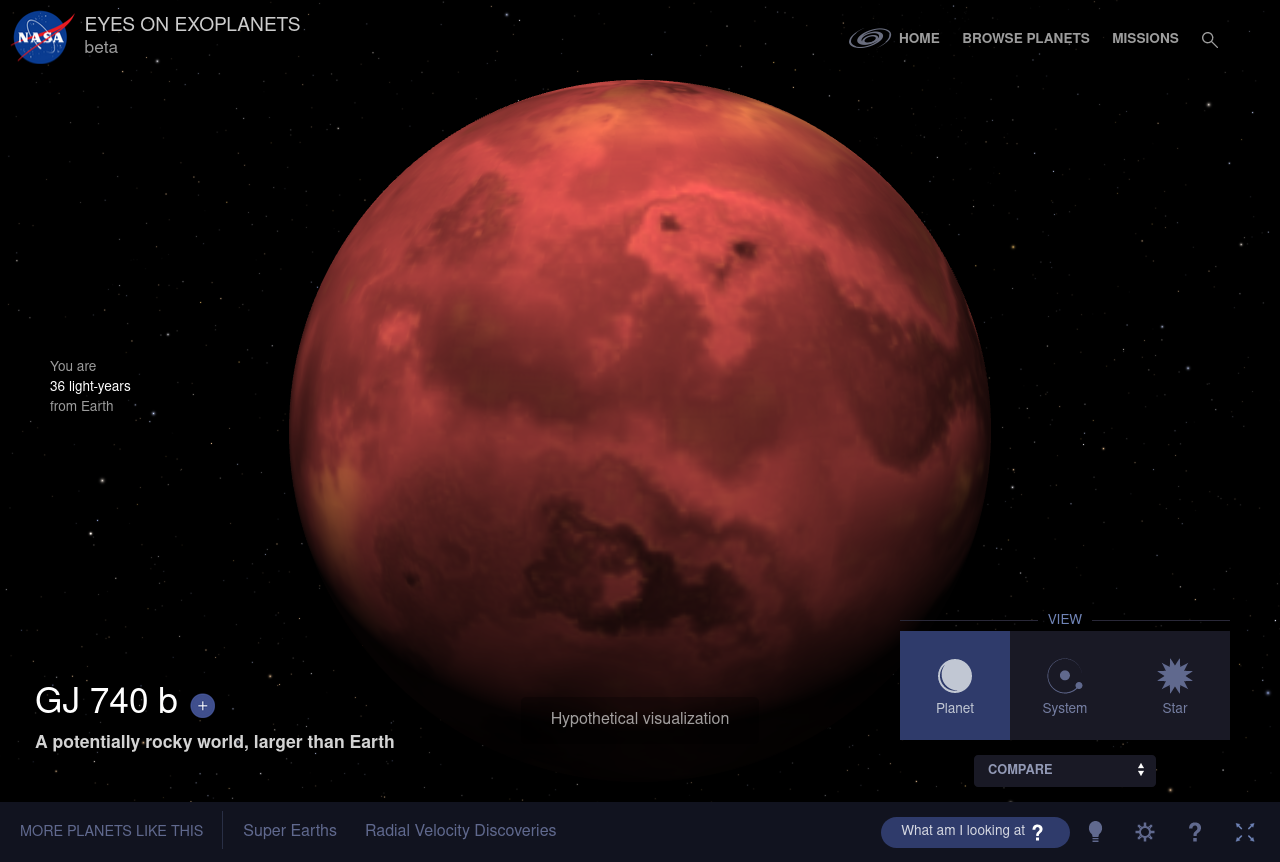 NASA
EYES ON EXOPLANETS
beta
HOME
BROWSE PLANETS
MISSIONS
You are
36 light-years
from Earth
GJ 740 b +
A potentially rocky world, larger than Earth
Hypothetical visualization
VIEW
Planet
System
Star
COMPARE
MORE PLANETS LIKE THIS
Super Earths
Radial Velocity Discoveries
What am I looking at ?
?